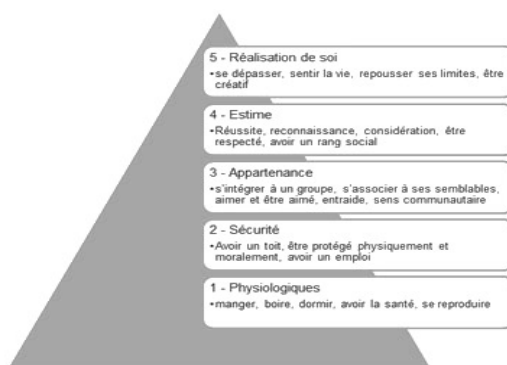 5 - Réalisation de soi
•se dépasser, sentir la vie, repousser ses limites, être
créatif
4 - Estime
•Réussite, reconnaissance, considération, être
respecté, avoir un rang social
3 - Appartenance
•s'intégrer à un groupe, s'associer à ses semblables,
aimer et être aimé, entraide, sens communautaire
2 - Sécurité
•Avoir un toit, être protégé physiquement et
moralement, avoir un emploi
1 - Physiologiques
•manger, boire, dormir, avoir la santé, se reproduire